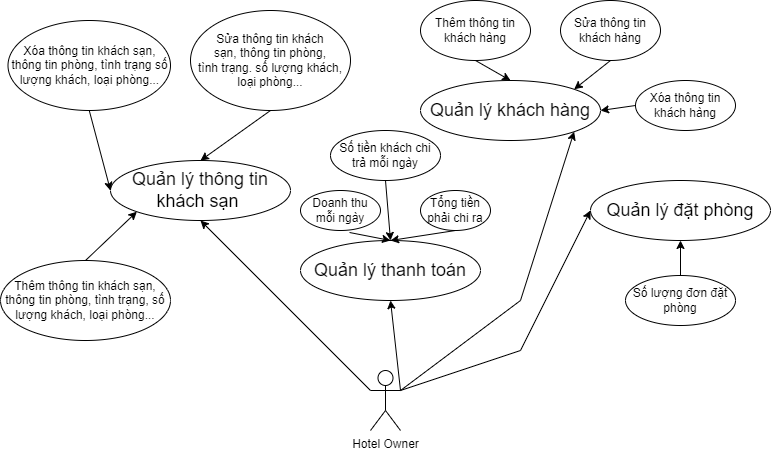 Xóa thông tin khách sạn,
thông tin phòng, tình trạng số
lượng khách, loại phòng...
Sửa thông tin khách
sạn, thông tin phòng,
tình trạng. số lượng khách,
loại phòng...
Thêm thông tin
khách hàng
Sửa thông tin
khách hàng
Quản lý khách hàng
Xóa thông tin
khách hàng
Số tiền khách chi
trả mỗi ngày
Quản lý thông tin
khách sạn
Doanh thu
mỗi ngày
Tổng tiền
phải chi ra
Quản lý đặt phòng
Quản lý thanh toán
Thêm thông tin khách sạn,
thông tin phòng, tình trạng, số
lượng khách, loại phòng...
Số lượng đơn đặt
phòng
Hotel Owner